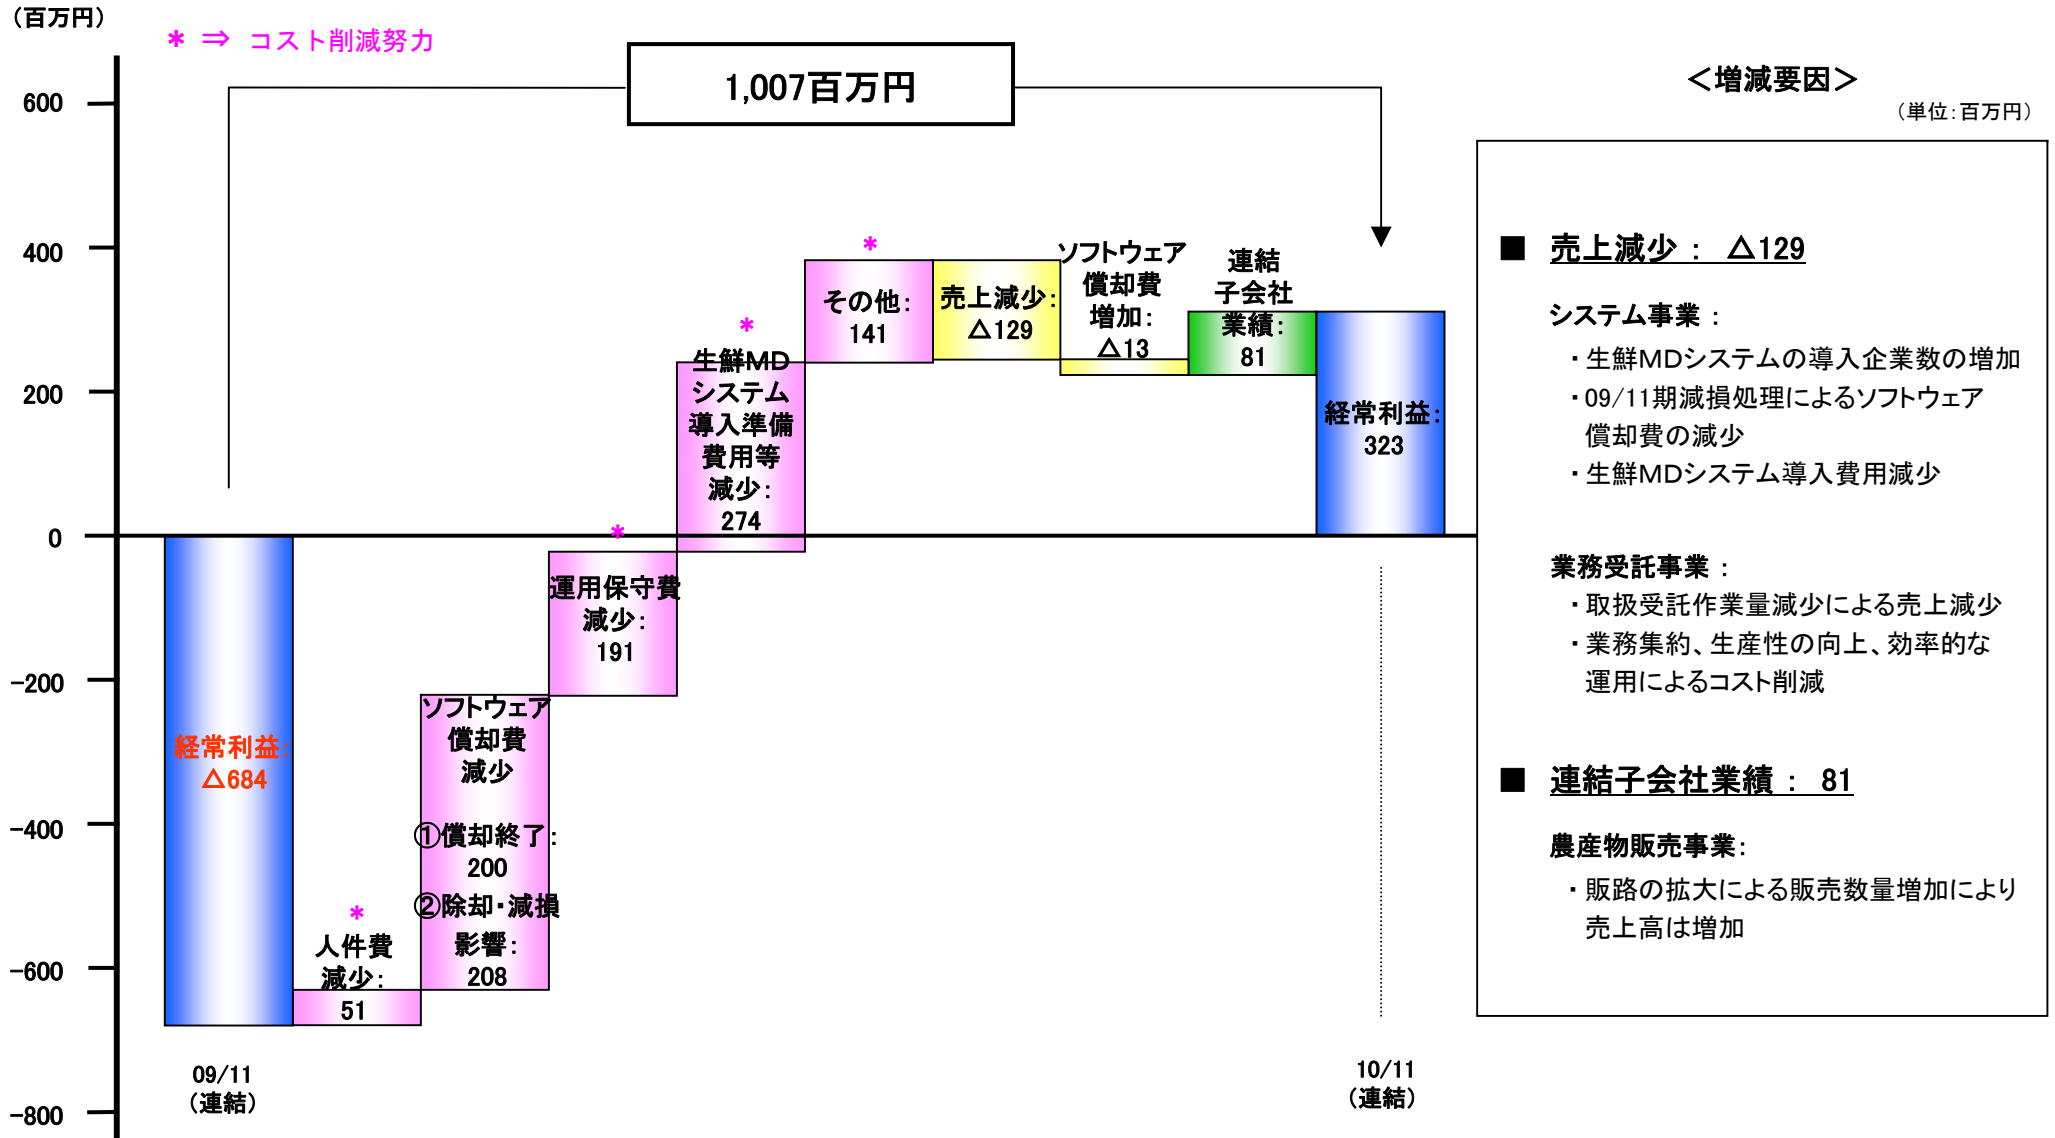 （百万円）
* ⇒ コスト削減努力
1,007百万円
600
400
200
0
-200
-400
-600
-800
経常利益：
△684
*
人件費
減少：
51
ソフトウェア
償却費
減少
①償却終了：
200
②除却・減損
影響：
208
*
運用保守費
減少：
191
*
生鮮MD
システム
導入準備
費用等
減少：
274
*
その他：
141
売上減少：
△129
ソフトウェア
償却費
増加：
△13
連結
子会社
業績：
81
経常利益：
323
09/11
（連結）
10/11
（連結）
＜増減要因＞
（単位：百万円）
■ 売上減少 ： △129
システム事業 ：
・生鮮MDシステムの導入企業数の増加
・09/11期減損処理によるソフトウェア
償却費の減少
・生鮮MDシステム導入費用減少
業務受託事業 ：
・取扱受託作業量減少による売上減少
・業務集約、生産性の向上、効率的な
運用によるコスト削減
■ 連結子会社業績 ： 81
農産物販売事業：
・販路の拡大による販売数量増加により
売上高は増加